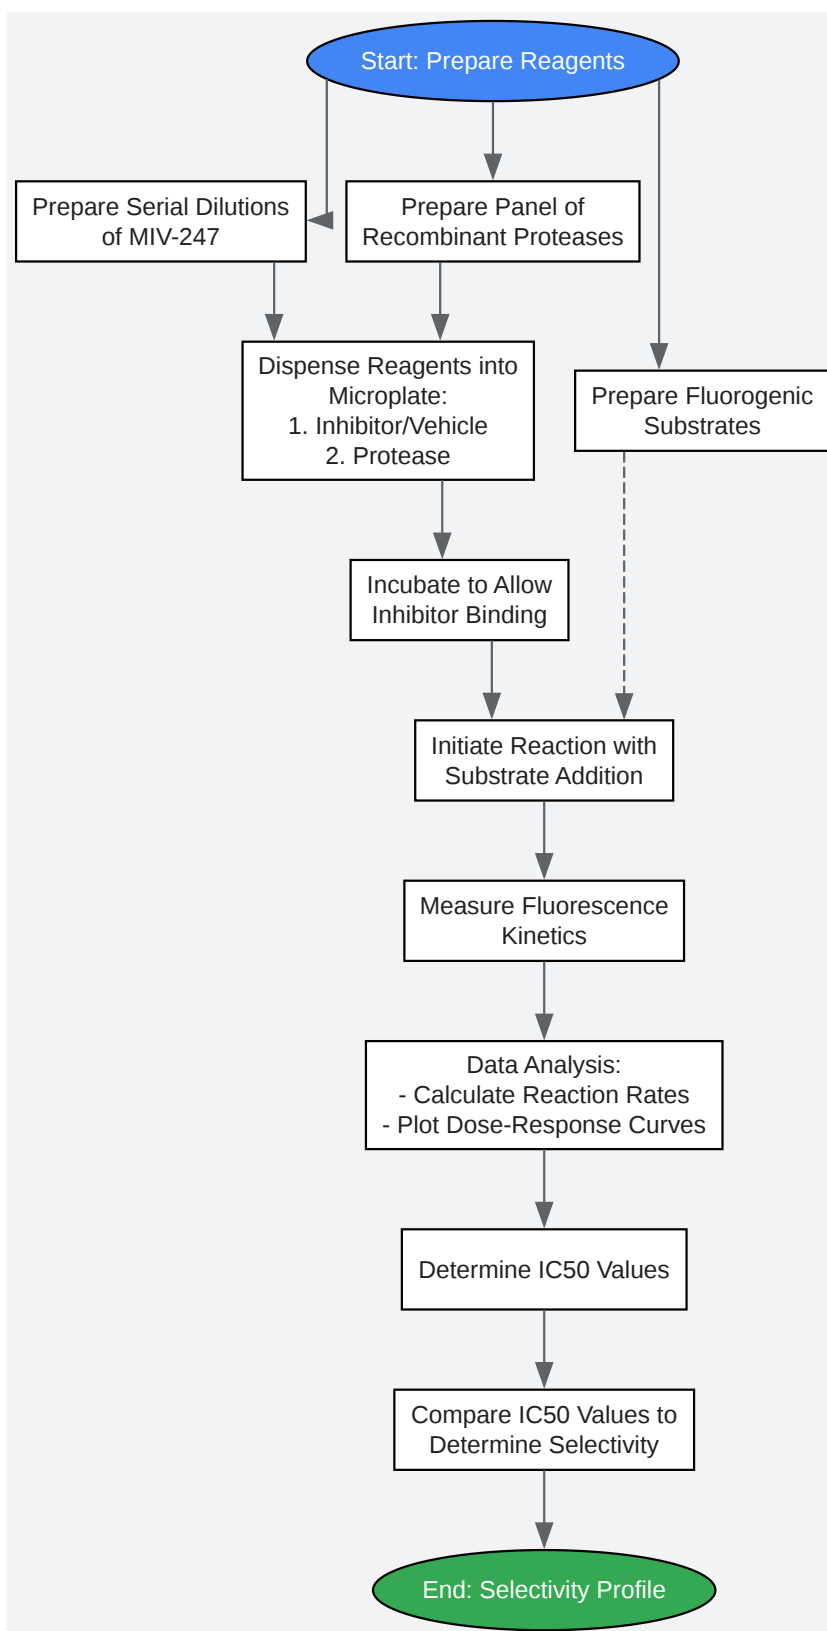 Start: Prepare Reagents
Prepare Serial Dilutions
of MIV-247
Prepare Panel of
Recombinant Proteases
Dispense Reagents into
Microplate:
1. Inhibitor/Vehicle
2. Protease
Prepare Fluorogenic
Substrates
Incubate to Allow
Inhibitor Binding
Initiate Reaction with
Substrate Addition
Measure Fluorescence
Kinetics
Data Analysis:
- Calculate Reaction Rates
- Plot Dose-Response Curves
Determine IC50 Values
Compare IC50 Values to
Determine Selectivity
End: Selectivity Profile